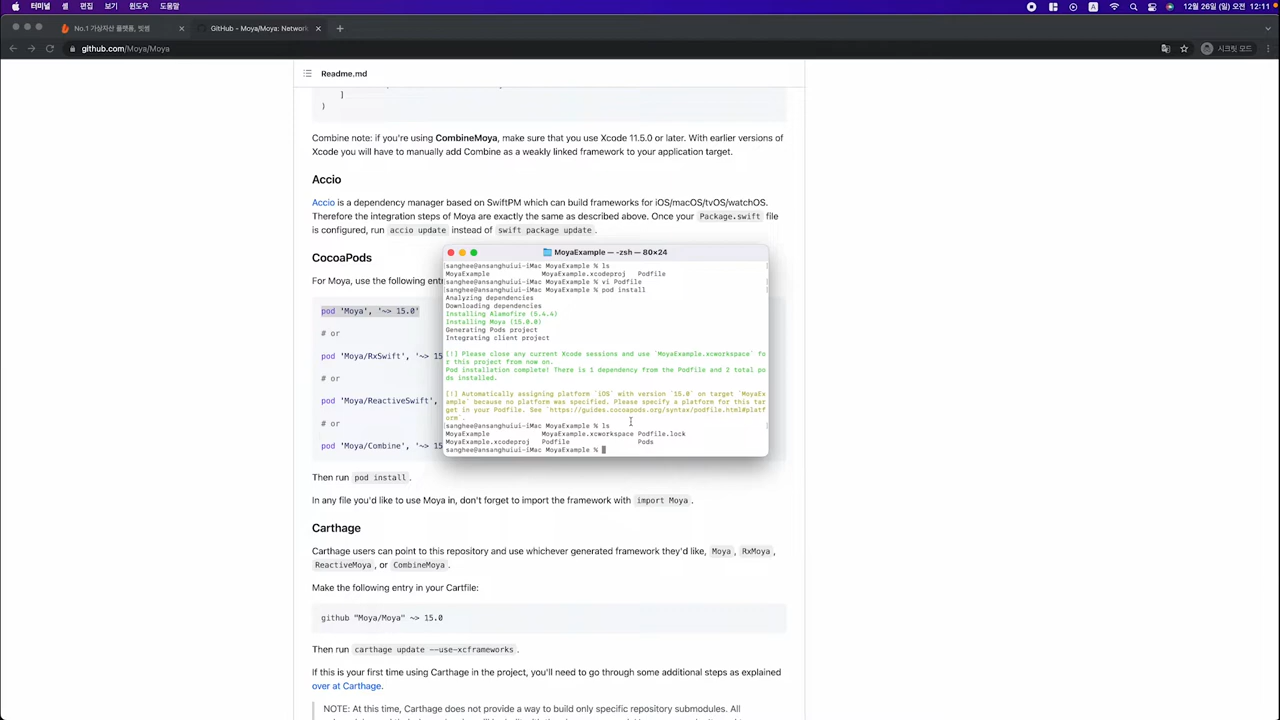 터미널 셸 편집 보기 윈도우 도움말
A
12월 26일 (일) 오전 12:11
No.1 가상자산 플랫폼, 빗썸
GitHub - Moya/Moya: Network
github.com/Moya/Moya
시크릿 모드
Readme.md
]
)
Combine note: if you're using CombineMoya, make sure that you use Xcode 11.5.0 or later. With earlier versions of
Xcode you will have to manually add Combine as a weakly linked framework to your application target.
Accio
Accio is a dependency manager based on SwiftPM which can build frameworks for iOS/macOS/tvOS/watchOS.
Therefore the integration steps of Moya are exactly the same as described above. Once your Package.swift file
is configured, run accio update instead of swift package update.
CocoaPods
For Moya, use the following ent
pod 'Moya', '~> 15.0'
# or
pod 'Moya/RxSwift', '~> 15
# or
pod 'Moya/ReactiveSwift', '~
# or
pod 'Moya/Combine', '~> 15
MoyaExample — -zsh — 80×24
sanghee@ansanghuiui-iMac MoyaExample % ls
MoyaExample MoyaExample.xcodeproj Podfile
sanghee@ansanghuiui-iMac MoyaExample % vi Podfile
sanghee@ansanghuiui-iMac MoyaExample % pod install
Analyzing dependencies
Downloading dependencies
Installing Alamofire (5.4.4)
Installing Moya (15.0.0)
Generating Pods project
Integrating client project
[!] Please close any current Xcode sessions and use `MoyaExample.xcworkspace` fo
r this project from now on.
Pod installation complete! There is 1 dependency from the Podfile and 2 total po
ds installed.
[!] Automatically assigning platform `iOS` with version `15.0` on target `MoyaEx
ample` because no platform was specified. Please specify a platform for this tar
get in your Podfile. See `https://guides.cocoapods.org/syntax/podfile.html#platf
orm`.
sanghee@ansanghuiui-iMac MoyaExample % ls
MoyaExample MoyaExample.xcworkspace Podfile.lock
MoyaExample.xcodeproj Podfile Pods
sanghee@ansanghuiui-iMac MoyaExample %
Then run pod install.
In any file you'd like to use Moya in, don't forget to import the framework with import Moya.
Carthage
Carthage users can point to this repository and use whichever generated framework they'd like, Moya, RxMoya,
ReactiveMoya, or CombineMoya.
Make the following entry in your Cartfile:
github "Moya/Moya" ~> 15.0
Then run carthage update --use-xcframeworks.
If this is your first time using Carthage in the project, you'll need to go through some additional steps as explained
over at Carthage.
NOTE: At this time, Carthage does not provide a way to build only specific repository submodules. All